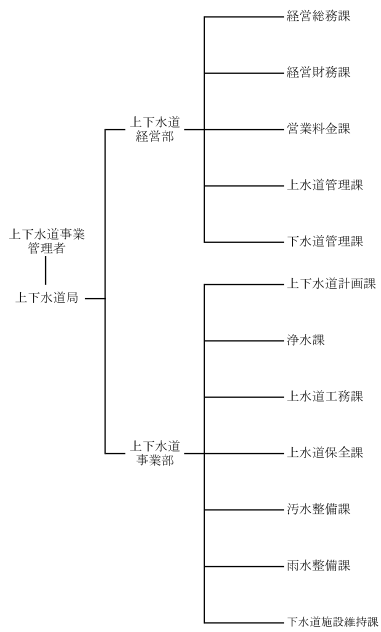 上下水道事業
管理者
上下水道局
上下水道
経営部
経営総務課
経営財務課
営業料金課
上水道管理課
下水道管理課
上下水道
事業部
上下水道計画課
浄水課
上水道工務課
上水道保全課
汚水整備課
雨水整備課
下水道施設維持課